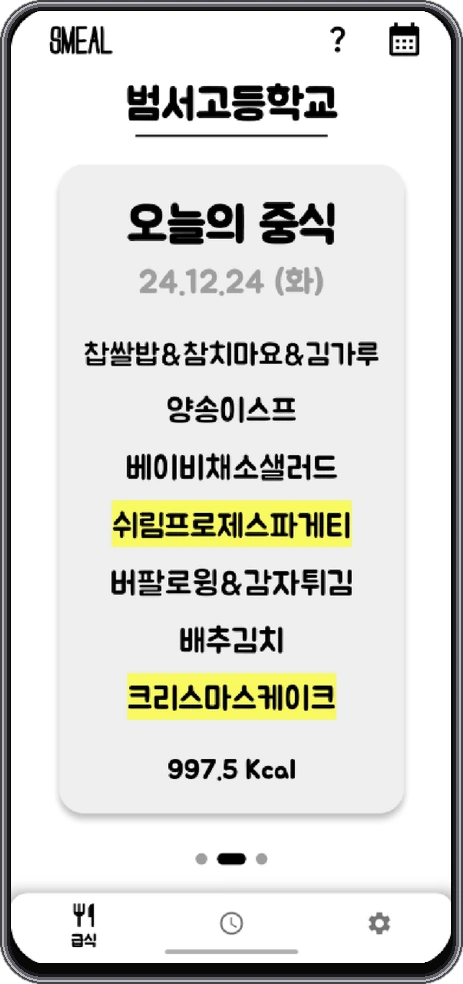 SMEAL
?
범서고등학교
오늘의 중식
24.12.24 (화)
찹쌀밥&참치마요&김가루
양송이스프
베이비채소샐러드
쉬림프로제스파게티
버팔로윙&감자튀김
배추김치
크리스마스케이크
997.5 Kcal
급식